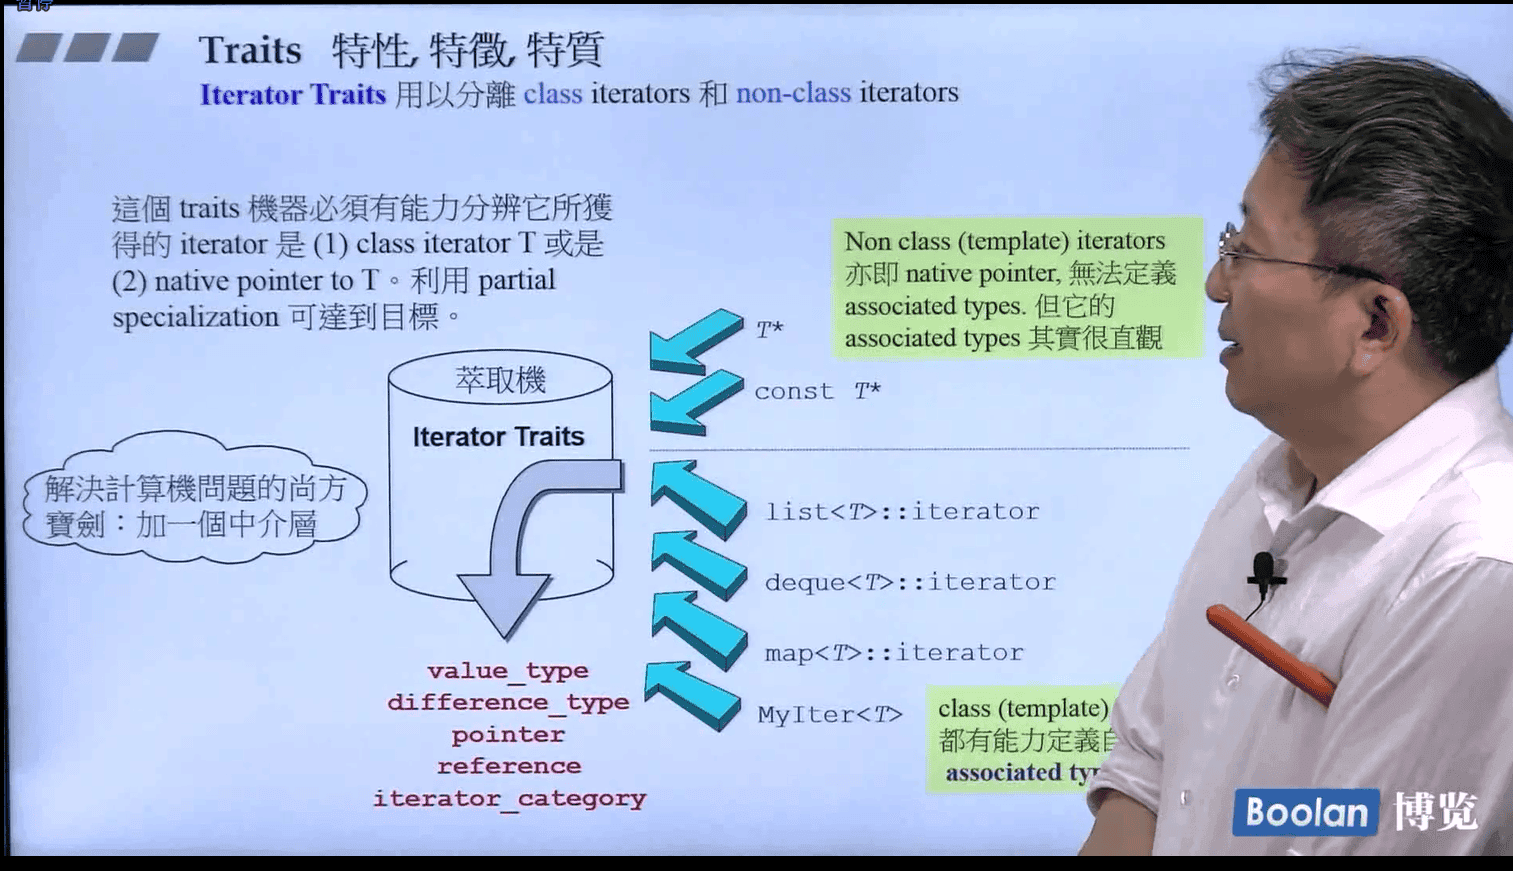 Traits 特性, 特徵, 特質
Iterator Traits 用以分離 class iterators 和 non-class iterators
這個 traits 機器必須有能力分辨它所獲
得的 iterator 是 (1) class iterator T 或是
(2) native pointer to T。利用 partial
specialization 可達到目標。
Non class (template) iterators
亦即 native pointer, 無法定義
associated types. 但它的
associated types 其實很直觀
T*
const T*
萃取機
Iterator Traits
解決計算機問題的尚方
寶劍：加一個中介層
list<T>::iterator
deque<T>::iterator
map<T>::iterator
MyIter<T>
value_type
difference_type
pointer
reference
iterator_category
class (template)
都有能力定義
associated
Boolan 博览